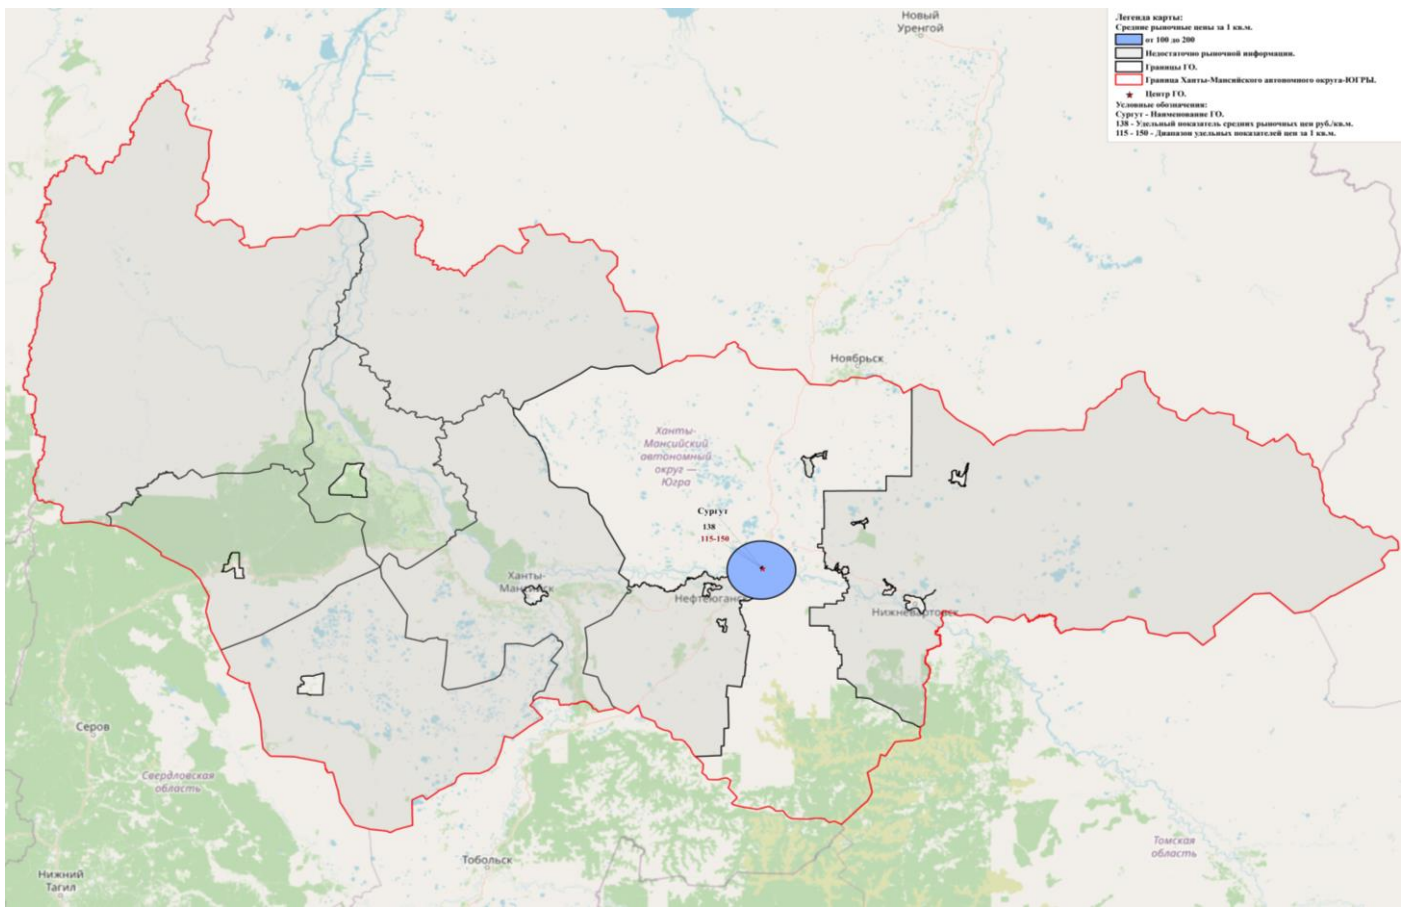 Новый
Уренгой
Легенда карты:
Средние рыночные цены за 1 кв.м.
от 100 до 200
Недостаточно рыночной информации.
Границы ГО.
Граница Ханты-Мансийского автономного округа-ЮГРЫ.
Центр ГО.
Условные обозначения:
Сургут - Наименование ГО.
138 - Удельный показатель средних рыночных цен руб./кв.м.
115 - 150 - Диапазон удельных показателей цен за 1 кв.м.
Ноябрьск
Ханты-
Мансийский
автономный
округ —
Югра
Сургут
138
115-150
Ханты-
Мансийск
Нефтеюганск
Нижневартовск
Серов
Свердловская
область
Томская
область
Тобольск
Нижний
Тагил